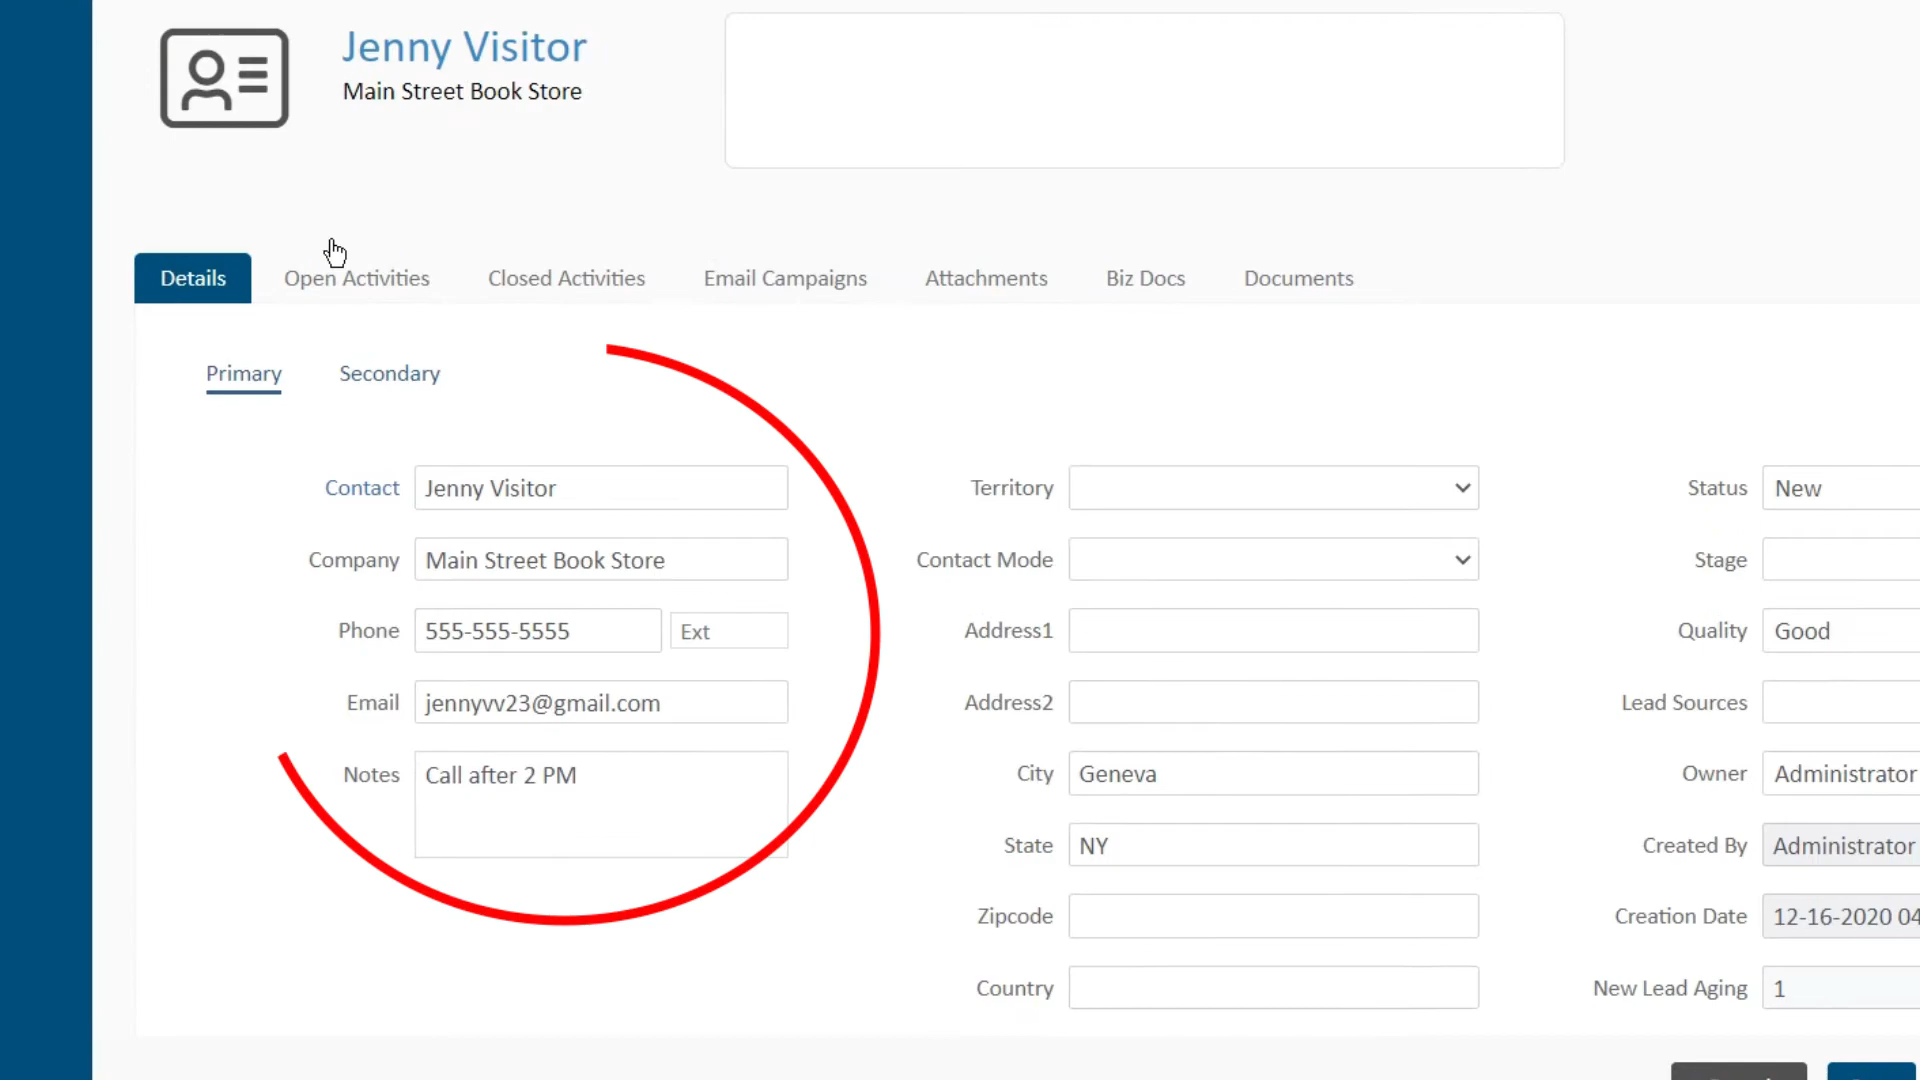 Jenny Visitor
Main Street Book Store
Details Open Activities Closed Activities Email Campaigns Attachments Biz Docs Documents
Primary Secondary
Contact Jenny Visitor
Company Main Street Book Store
Phone 555-555-5555 Ext
Email jennyvv23@gmail.com
Notes Call after 2 PM
Territory
Contact Mode
Address1
Address2
City Geneva
State NY
Zipcode
Country
Status New
Stage
Quality Good
Lead Sources
Owner Administrator
Created By Administrator
Creation Date 12-16-2020 04
New Lead Aging 1